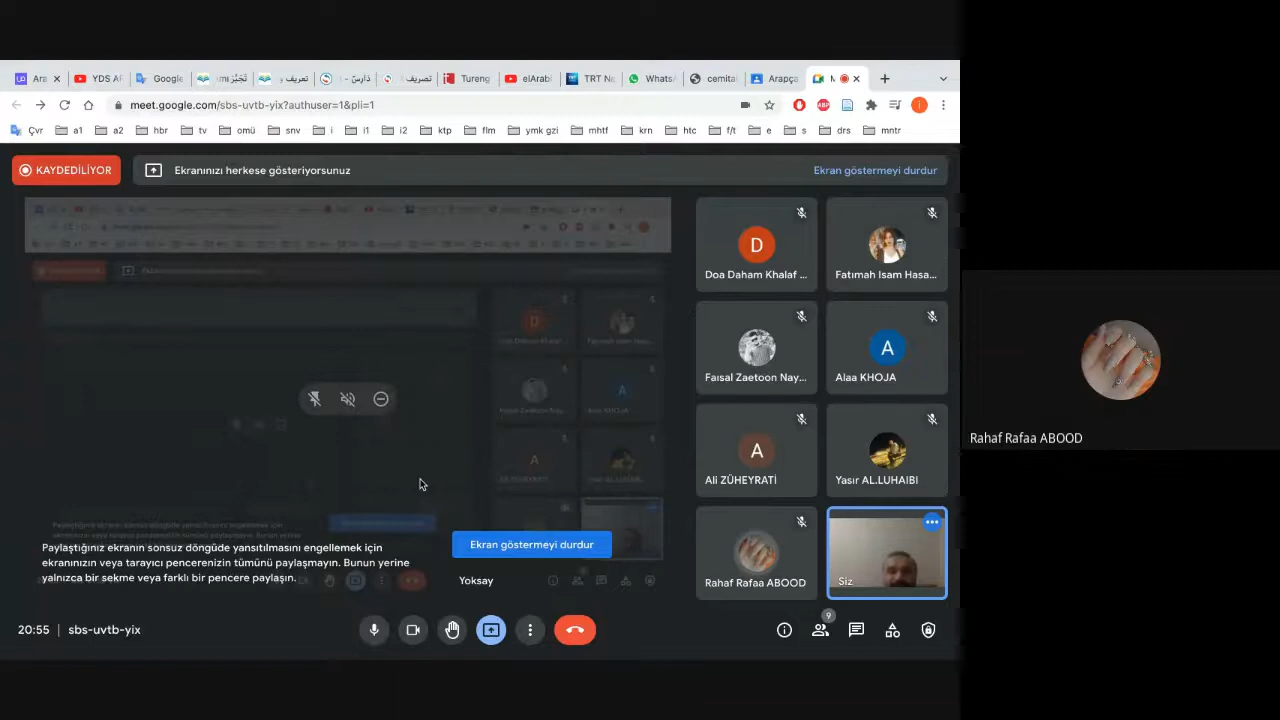 Ara
YDS AI
Google
تصريف
Tureng
elArabi
TRT Ne
Whats
cemital
Arapça
M
meet.google.com/sbs-uvtb-yix?authuser=1&pli=1
Çvr a1 a2 hbr tv omü snv i i1 i2 ktp flm ymk gzi mhtf krn htc f/t e s drs mntr
KAYDEDİLİYOR
Ekranınızı herkese gösteriyorsunuz
Ekran göstermeyi durdur
D
Doa Daham Khalaf ...
Fatımah Isam Hasa...
Faısal Zaetoon Nay...
A
Alaa KHOJA
A
Ali ZÜHEYRATİ
Yasır AL.LUHAIBI
Rahaf Rafaa ABOOD
Siz
Rahaf Rafaa ABOOD
Paylaştığınız ekranın sonsuz döngüde yansıtılmasını engellemek için
ekranınızın veya tarayıcı pencerenizin tümünü paylaşmayın. Bunun yerine
yalnızca bir sekme veya farklı bir pencere paylaşın.
Ekran göstermeyi durdur
Yoksay
20:55 | sbs-uvtb-yix
9